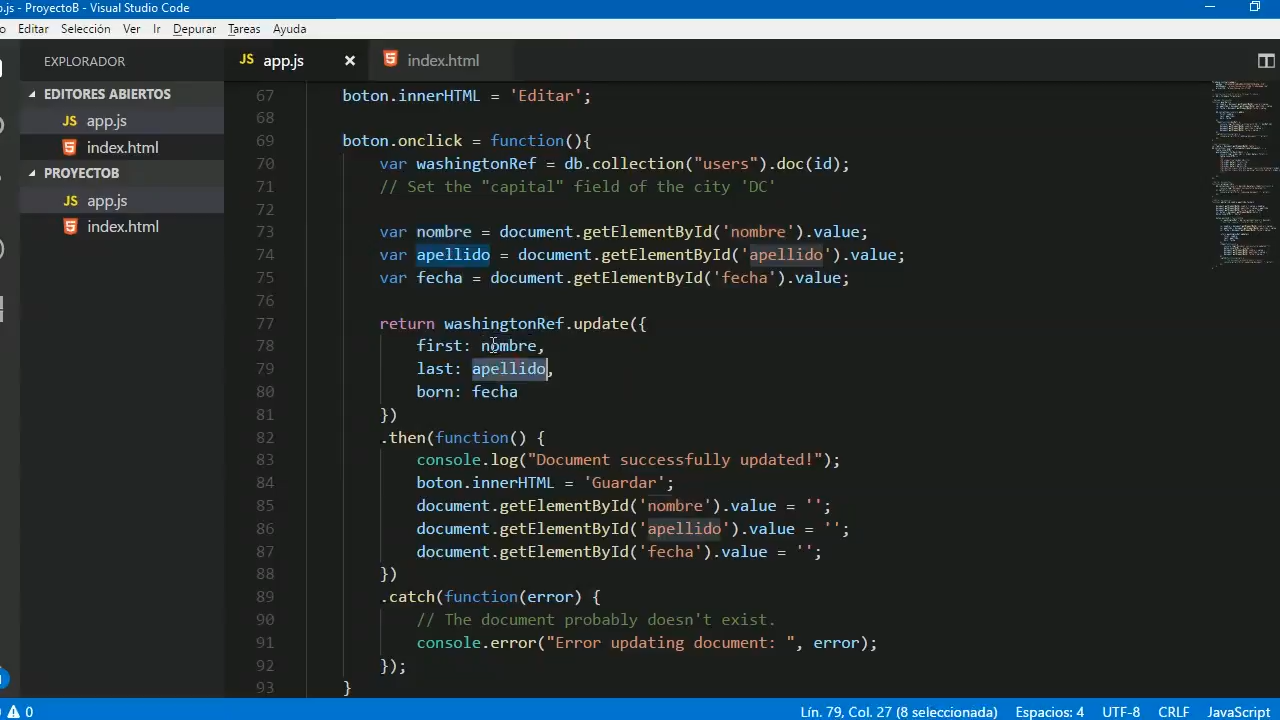 p.js - ProyectoB - Visual Studio Code
o Editar Selección Ver Ir Depurar Tareas Ayuda
EXPLORADOR
EDITORES ABIERTOS
JS app.js
index.html
PROYECTOB
JS app.js
index.html
JS app.js
index.html
67 boton.innerHTML = 'Editar';
68
69 boton.onclick = function(){
70 var washingtonRef = db.collection("users").doc(id);
71 // Set the "capital" field of the city 'DC'
72
73 var nombre = document.getElementById('nombre').value;
74 var apellido = document.getElementById('apellido').value;
75 var fecha = document.getElementById('fecha').value;
76
77 return washingtonRef.update({
78 first: nombre,
79 last: apellido,
80 born: fecha
81 })
82 .then(function() {
83 console.log("Document successfully updated!");
84 boton.innerHTML = 'Guardar';
85 document.getElementById('nombre').value = '';
86 document.getElementById('apellido').value = '';
87 document.getElementById('fecha').value = '';
88 })
89 .catch(function(error) {
90 // The document probably doesn't exist.
91 console.error("Error updating document: ", error);
92 });
93 }
0 Lín. 79, Col. 27 (8 seleccionada) Espacios: 4 UTF-8 CRLF JavaScript